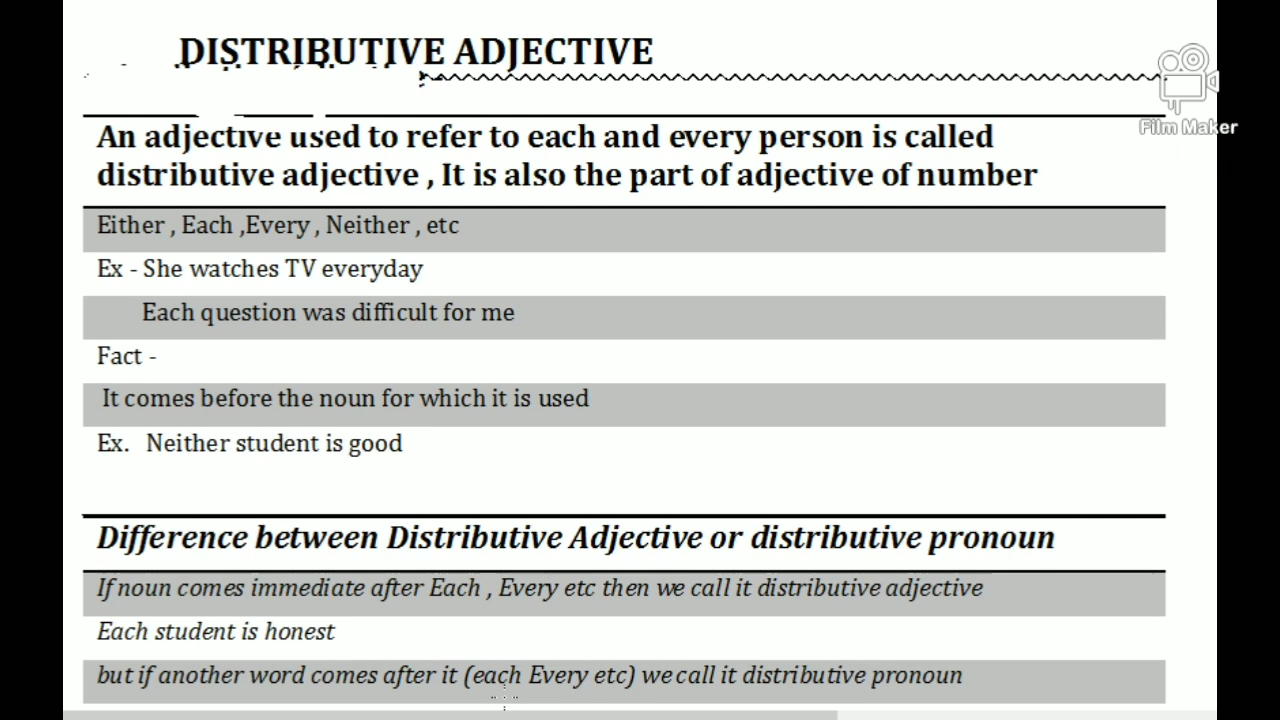 DISTRIBUTIVE ADJECTIVE
Film Maker
An adjective used to refer to each and every person is called
distributive adjective , It is also the part of adjective of number
Either , Each ,Every , Neither , etc
Ex - She watches TV everyday
Each question was difficult for me
Fact -
It comes before the noun for which it is used
Ex. Neither student is good
Difference between Distributive Adjective or distributive pronoun
If noun comes immediate after Each , Every etc then we call it distributive adjective
Each student is honest
but if another word comes after it (each Every etc) we call it distributive pronoun